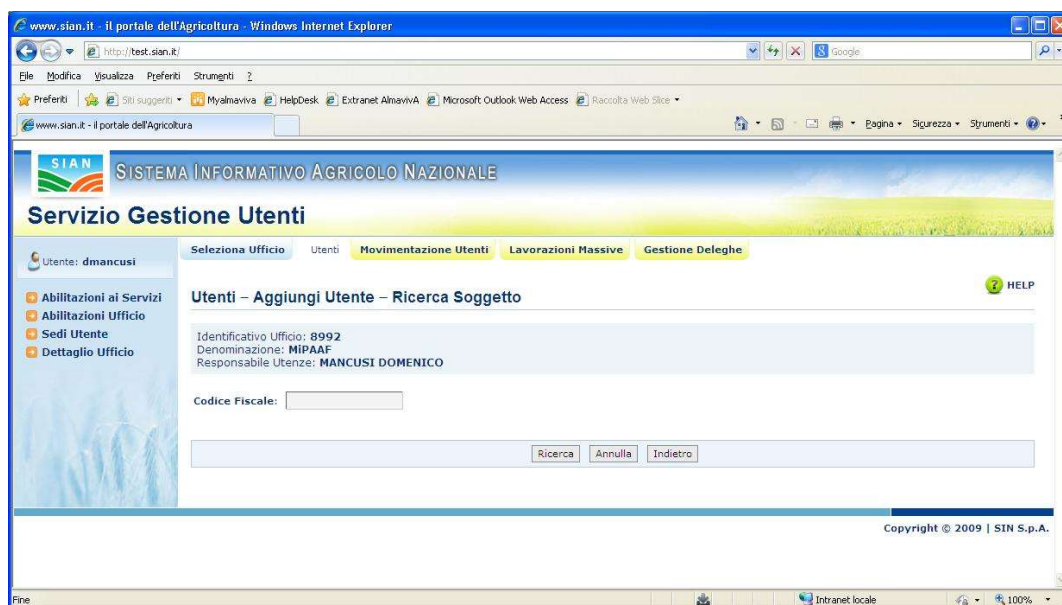 www.sian.it - il portale dell'Agricoltura - Windows Internet Explorer
http://test.sian.it/
Google
File Modifica Visualizza Preferiti Strumenti ?
Preferiti Siti suggeriti Myalmaviva HelpDesk Extranet AlmavivA Microsoft Outlook Web Access Raccolta Web Slice
www.sian.it - il portale dell'Agricoltura
Pagina Sicurezza Strumenti
SIAN
SISTEMA INFORMATIVO AGRICOLO NAZIONALE
Servizio Gestione Utenti
Utente: dmancusi
Seleziona Ufficio Utenti Movimentazione Utenti Lavorazioni Massive Gestione Deleghe
HELP
Abilitazioni ai Servizi
Abilitazioni Ufficio
Sedi Utente
Dettaglio Ufficio
Utenti – Aggiungi Utente – Ricerca Soggetto
Identificativo Ufficio: 8992
Denominazione: MiPAAF
Responsabile Utenze: MANCUSI DOMENICO
Codice Fiscale:
Ricerca Annulla Indietro
Copyright © 2009 | SIN S.p.A.
Fine Intranet locale 100%